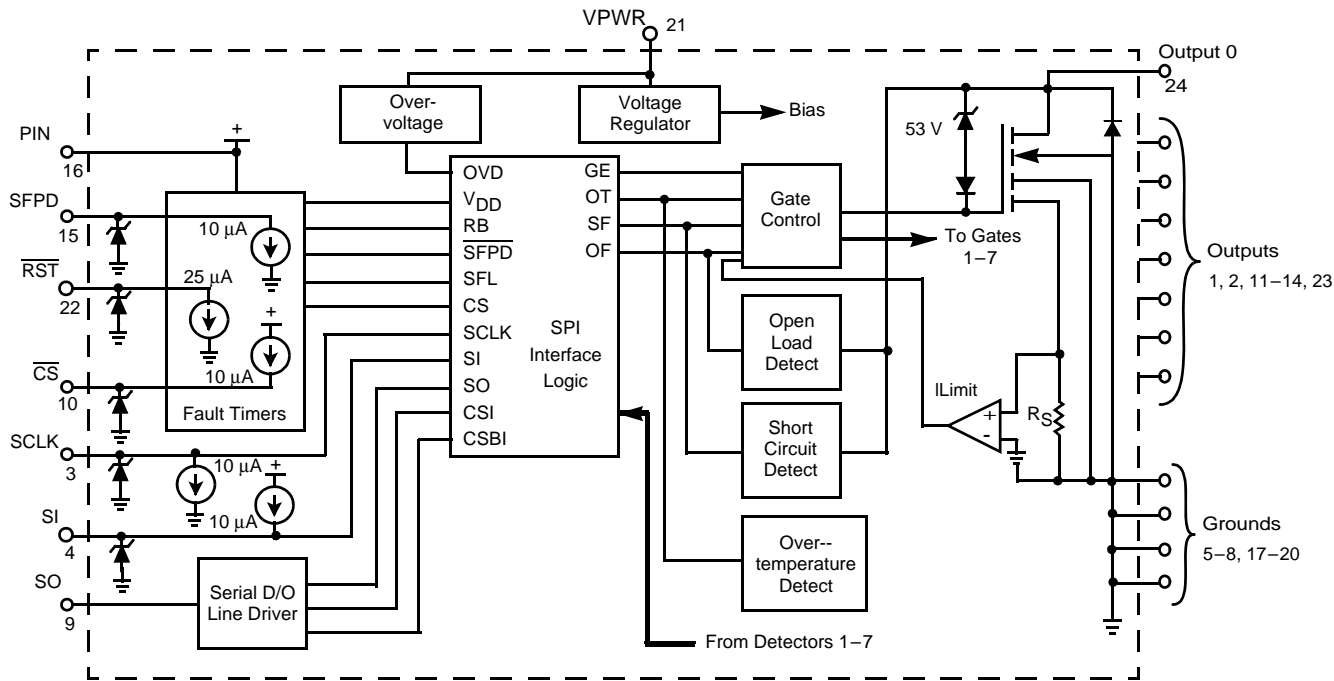 VPWR
21
Output 0
24
Over-
voltage
Voltage
Regulator
Bias
53 V
PIN
16
+
SFPD
15
10 µA
RST
22
25 µA
+
CS
10
10 µA
Fault Timers
SCLK
3
10 µA
+
SI
4
10 µA
SO
9
Serial D/O
Line Driver
OVD
VDD
RB
SFPD
SFL
CS
SCLK
SI
SO
CSI
CSBI
SPI
Interface
Logic
GE
OT
SF
OF
Gate
Control
To Gates
1–7
Open
Load
Detect
Short
Circuit
Detect
Over--
temperature
Detect
From Detectors 1–7
ILimit
+
-
RS
Outputs
1, 2, 11–14, 23
Grounds
5–8, 17–20